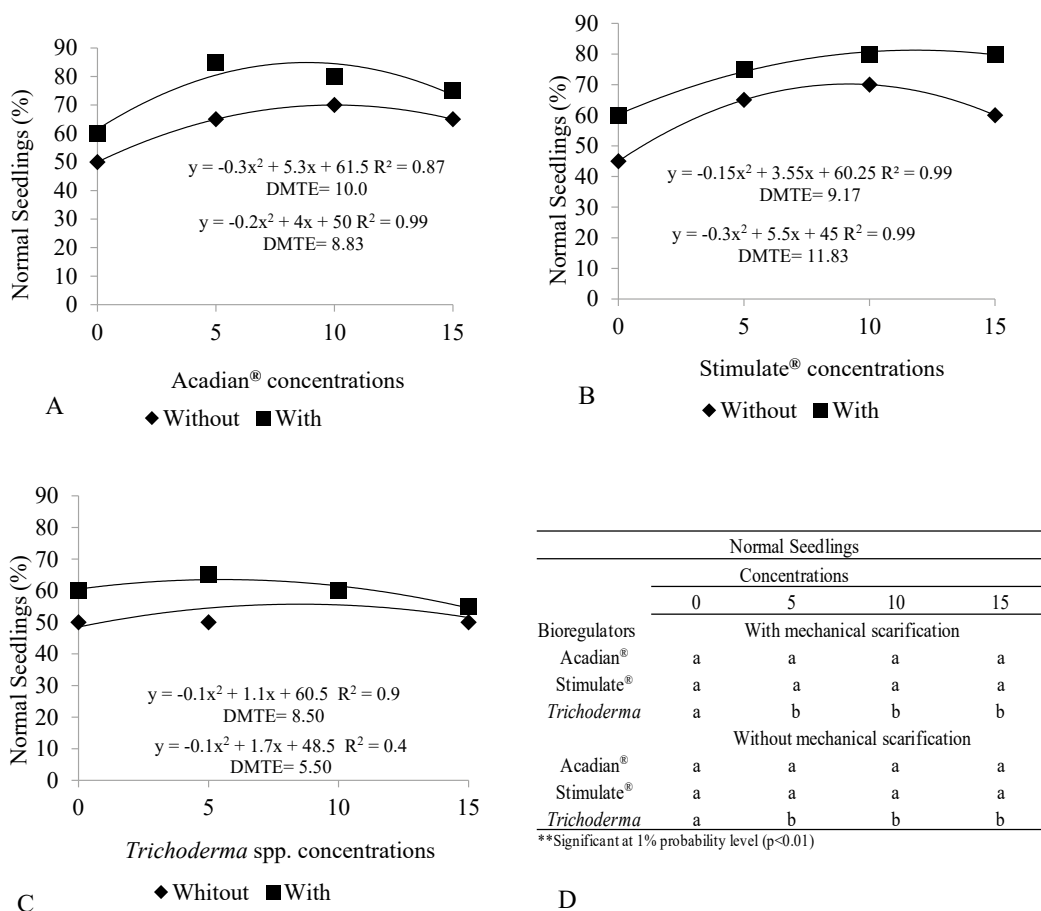 90
80
70
60
50
40
30
20
10
0
Normal Seedlings (%)
y = -0.3x² + 5.3x + 61.5 R² = 0.87
DMTE= 10.0
y = -0.2x² + 4x + 50 R² = 0.99
DMTE= 8.83
0 5 10 15
Acadian® concentrations
A
Without With
90
80
70
60
50
40
30
20
10
0
Normal Seedlings (%)
y = -0.15x² + 3.55x + 60.25 R² = 0.99
DMTE= 9.17
y = -0.3x² + 5.5x + 45 R² = 0.99
DMTE= 11.83
0 5 10 15
Stimulate® concentrations
B
Without With
90
80
70
60
50
40
30
20
10
0
Normal Seedlings (%)
y = -0.1x² + 1.1x + 60.5 R² = 0.9
DMTE= 8.50
y = -0.1x² + 1.7x + 48.5 R² = 0.4
DMTE= 5.50
0 5 10 15
Trichoderma spp. concentrations
C
Whitout With
Normal Seedlings
Concentrations
0 5 10 15
Bioregulators With mechanical scarification
Acadian® a a a a
Stimulate® a a a a
Trichoderma a b b b
Without mechanical scarification
Acadian® a a a a
Stimulate® a a a a
Trichoderma a b b b
**Significant at 1% probability level (p<0.01)
D